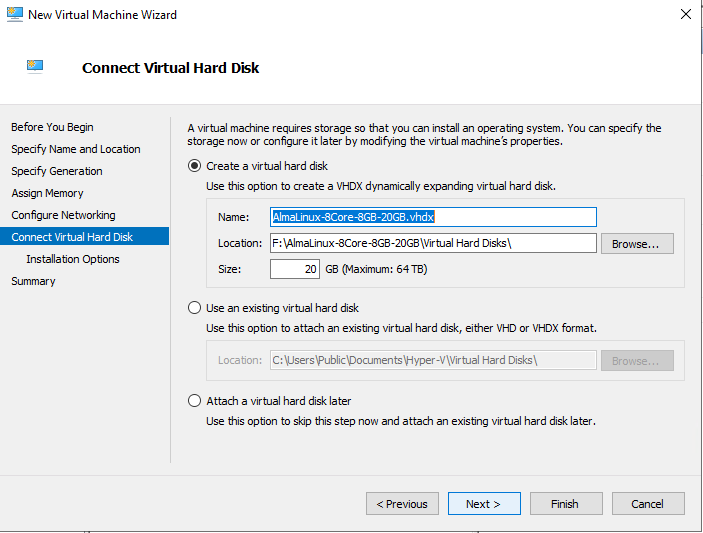 New Virtual Machine Wizard
Connect Virtual Hard Disk
Before You Begin
Specify Name and Location
Specify Generation
Assign Memory
Configure Networking
Connect Virtual Hard Disk
Installation Options
Summary
A virtual machine requires storage so that you can install an operating system. You can specify the
storage now or configure it later by modifying the virtual machine's properties.
Create a virtual hard disk
Use this option to create a VHDX dynamically expanding virtual hard disk.
Name: AlmaLinux-8Core-8GB-20GB.vhdx
Location: F:\AlmaLinux-8Core-8GB-20GB\Virtual Hard Disks\ Browse...
Size: 20 GB (Maximum: 64 TB)
Use an existing virtual hard disk
Use this option to attach an existing virtual hard disk, either VHD or VHDX format.
Location: C:\Users\Public\Documents\Hyper-V\Virtual Hard Disks\ Browse...
Attach a virtual hard disk later
Use this option to skip this step now and attach an existing virtual hard disk later.
< Previous Next > Finish Cancel